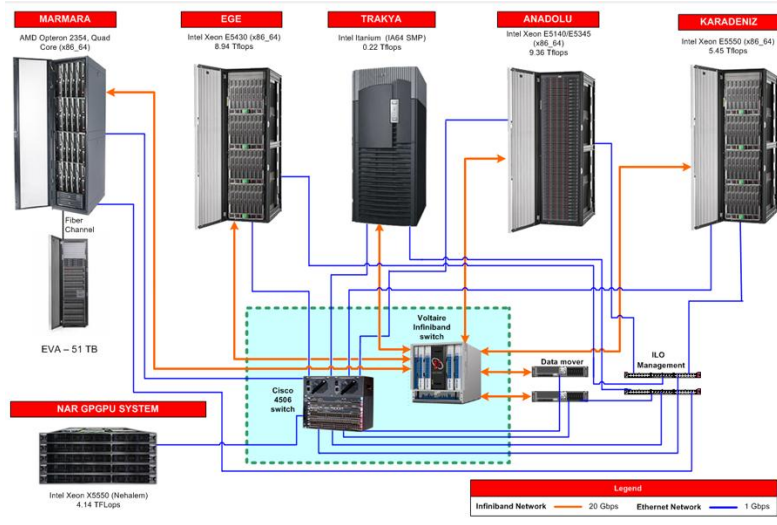 MARMARA
AMD Opteron 2354, Quad
Core (x86_64)
EGE
Intel Xeon E5430 (x86_64)
8.94 Tflops
TRAKYA
Intel Itanium (IA64 SMP)
0.22 Tflops
ANADOLU
Intel Xeon E5140/E5345
(x86_64)
9.36 Tflops
KARADENIZ
Intel Xeon E5550 (x86_64)
5.45 Tflops
Fiber
Channel
EVA – 51 TB
Voltaire
Infiniband
switch
Cisco
4506
switch
Data mover
ILO
Management
NAR GPGPU SYSTEM
Intel Xeon X5550 (Nehalem)
4.14 TFLops
Legend
Infiniband Network 20 Gbps Ethernet Network 1 Gbps